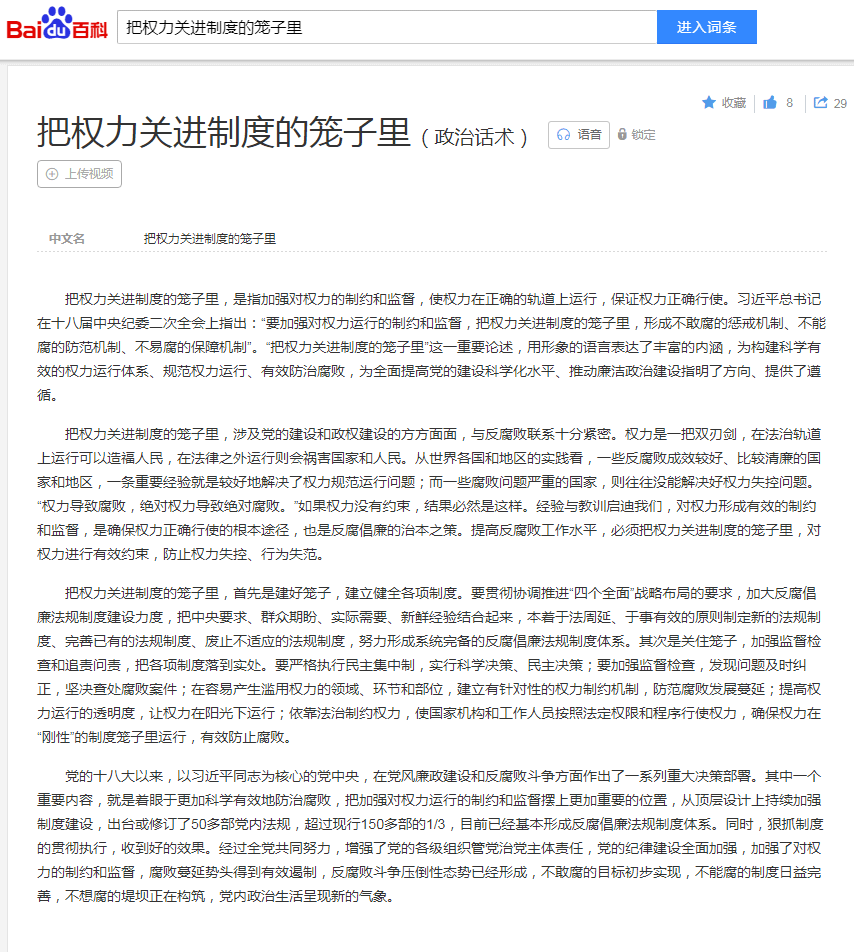 Bai du 百科
把权力关进制度的笼子里
进入词条
收藏 8 29
把权力关进制度的笼子里（政治话术） 语音 锁定
上传视频
中文名 把权力关进制度的笼子里
把权力关进制度的笼子里，是指加强对权力的制约和监督，使权力在正确的轨道上运行，保证权力正确行使。习近平总书记
在十八届中央纪委二次全会上指出：“要加强对权力运行的制约和监督，把权力关进制度的笼子里，形成不敢腐的惩戒机制、不能
腐的防范机制、不易腐的保障机制”。“把权力关进制度的笼子里”这一重要论述，用形象的语言表达了丰富的内涵，为构建科学有
效的权力运行体系、规范权力运行、有效防治腐败，为全面提高党的建设科学化水平、推动廉洁政治建设指明了方向、提供了遵
循。
把权力关进制度的笼子里，涉及党的建设和政权建设的方方面面，与反腐败联系十分紧密。权力是一把双刃剑，在法治轨道
上运行可以造福人民，在法律之外运行则会祸害国家和人民。从世界各国和地区的实践看，一些反腐败成效较好、比较清廉的国
家和地区，一条重要经验就是较好地解决了权力规范运行问题；而一些腐败问题严重的国家，则往往没能解决好权力失控问题。
“权力导致腐败，绝对权力导致绝对腐败。”如果权力没有约束，结果必然是这样。经验与教训启迪我们，对权力形成有效的制约
和监督，是确保权力正确行使的根本途径，也是反腐倡廉的治本之策。提高反腐败工作水平，必须把权力关进制度的笼子里，对
权力进行有效约束，防止权力失控、行为失范。
把权力关进制度的笼子里，首先是建好笼子，建立健全各项制度。要贯彻协调推进“四个全面”战略布局的要求，加大反腐倡
廉法规制度建设力度，把中央要求、群众期盼、实际需要、新鲜经验结合起来，本着于法周延、于事有效的原则制定新的法规制
度、完善已有的法规制度、废止不适应的法规制度，努力形成系统完备的反腐倡廉法规制度体系。其次是关住笼子，加强监督检
查和追责问责，把各项制度落到实处。要严格执行民主集中制，实行科学决策、民主决策；要加强监督检查，发现问题及时纠
正，坚决查处腐败案件；在容易产生滥用权力的领域、环节和部位，建立有针对性的权力制约机制，防范腐败发展蔓延；提高权
力运行的透明度，让权力在阳光下运行；依靠法治制约权力，使国家机构和工作人员按照法定权限和程序行使权力，确保权力在
“刚性”的制度笼子里运行，有效防止腐败。
党的十八大以来，以习近平同志为核心的党中央，在党风廉政建设和反腐败斗争方面作出了一系列重大决策部署。其中一个
重要内容，就是着眼于更加科学有效地防治腐败，把加强对权力运行的制约和监督摆上更加重要的位置，从顶层设计上持续加强
制度建设，出台或修订了50多部党内法规，超过现行150多部的1/3，目前已经基本形成反腐倡廉法规制度体系。同时，狠抓制度
的贯彻执行，收到好的效果。经过全党共同努力，增强了党的各级组织管党治党主体责任，党的纪律建设全面加强，加强了对权
力的制约和监督，腐败蔓延势头得到有效遏制，反腐败斗争压倒性态势已经形成，不敢腐的目标初步实现，不能腐的制度日益完
善，不想腐的堤坝正在构筑，党内政治生活呈现新的气象。